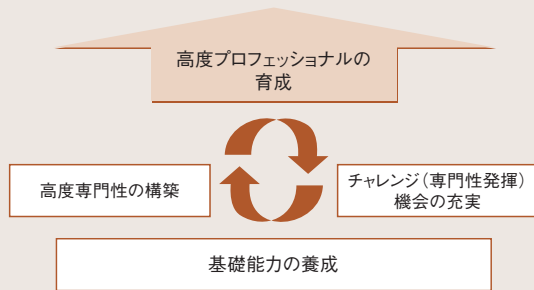 高度プロフェッショナルの
育成
高度専門性の構築
チャレンジ（専門性発揮）
機会の充実
基礎能力の養成